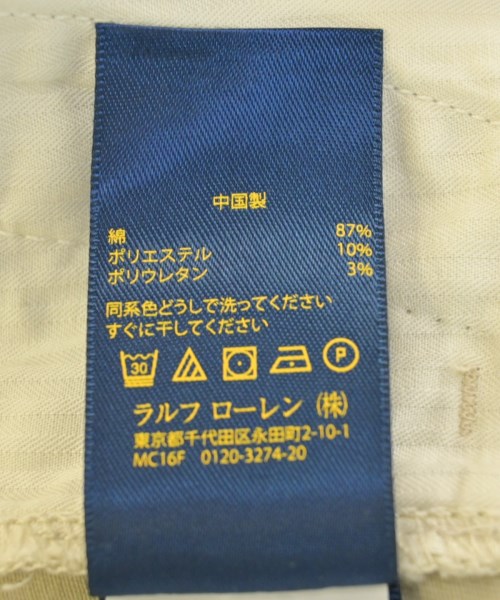 中国製
綿 87%
ポリエステル 10%
ポリウレタン 3%
同系色どうしで洗ってください
すぐに干してください
30 P
ラルフ ローレン (株)
東京都千代田区永田町2-10-1
MC16F 0120-3274-20